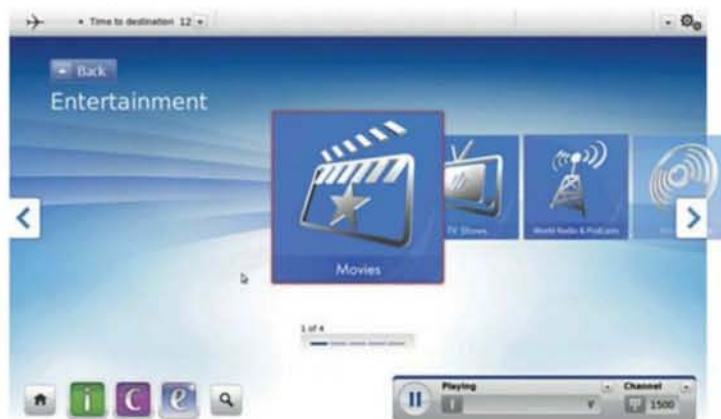 • Time to destination 12
Back
Entertainment
Movies
TV Shows
World Radio & Podcasts
1 of 4
i
C
e
Playing
Channel
1500